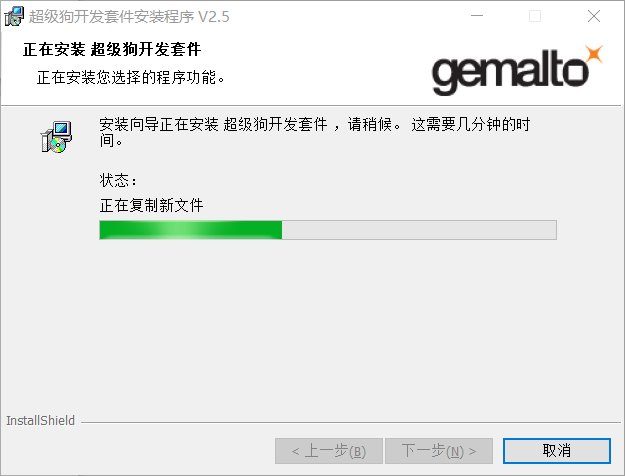 超级狗开发套件安装程序 V2.5
正在安装 超级狗开发套件
正在安装您选择的程序功能。
gemalto
安装向导正在安装 超级狗开发套件 ，请稍候。 这需要几分钟的时
间。
状态：
正在复制新文件
InstallShield
< 上一步(B)
下一步(N) >
取消